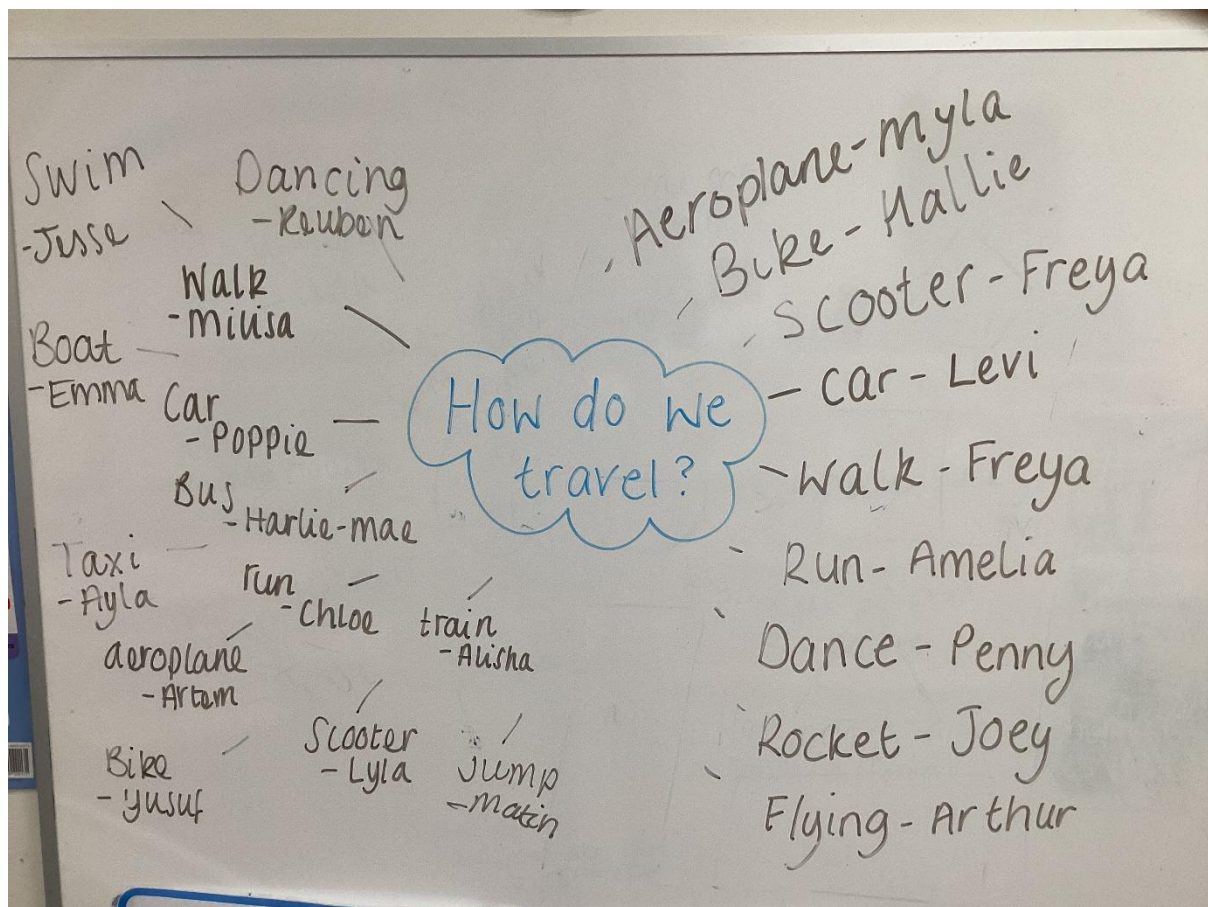 How do we
travel?
Swim
-Jesse
Dancing
-Reuben
Walk
-Milisa
Boat
-Emma
Car
-Poppie
Bus
-Harlie-mae
Taxi
-Ayla
run
-Chloe
train
-Alisha
aeroplane
-Artem
Scooter
-Lyla
Jump
-Matin
Bike
-Yusuf
Aeroplane-Myla
Bike-Hallie
Scooter-Freya
Car-Levi
Walk-Freya
Run-Amelia
Dance-Penny
Rocket-Joey
Flying-Arthur